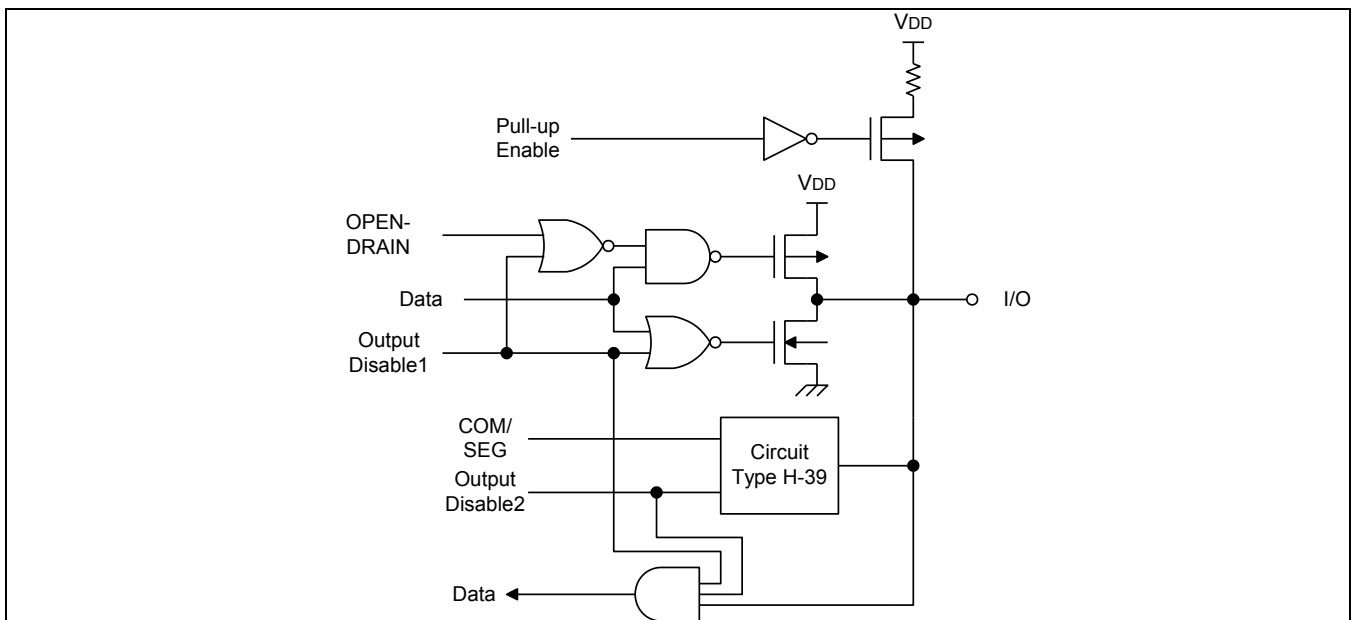 VDD
Pull-up
Enable
VDD
OPEN-
DRAIN
Data
I/O
Output
Disable1
COM/
SEG
Circuit
Type H-39
Output
Disable2
Data